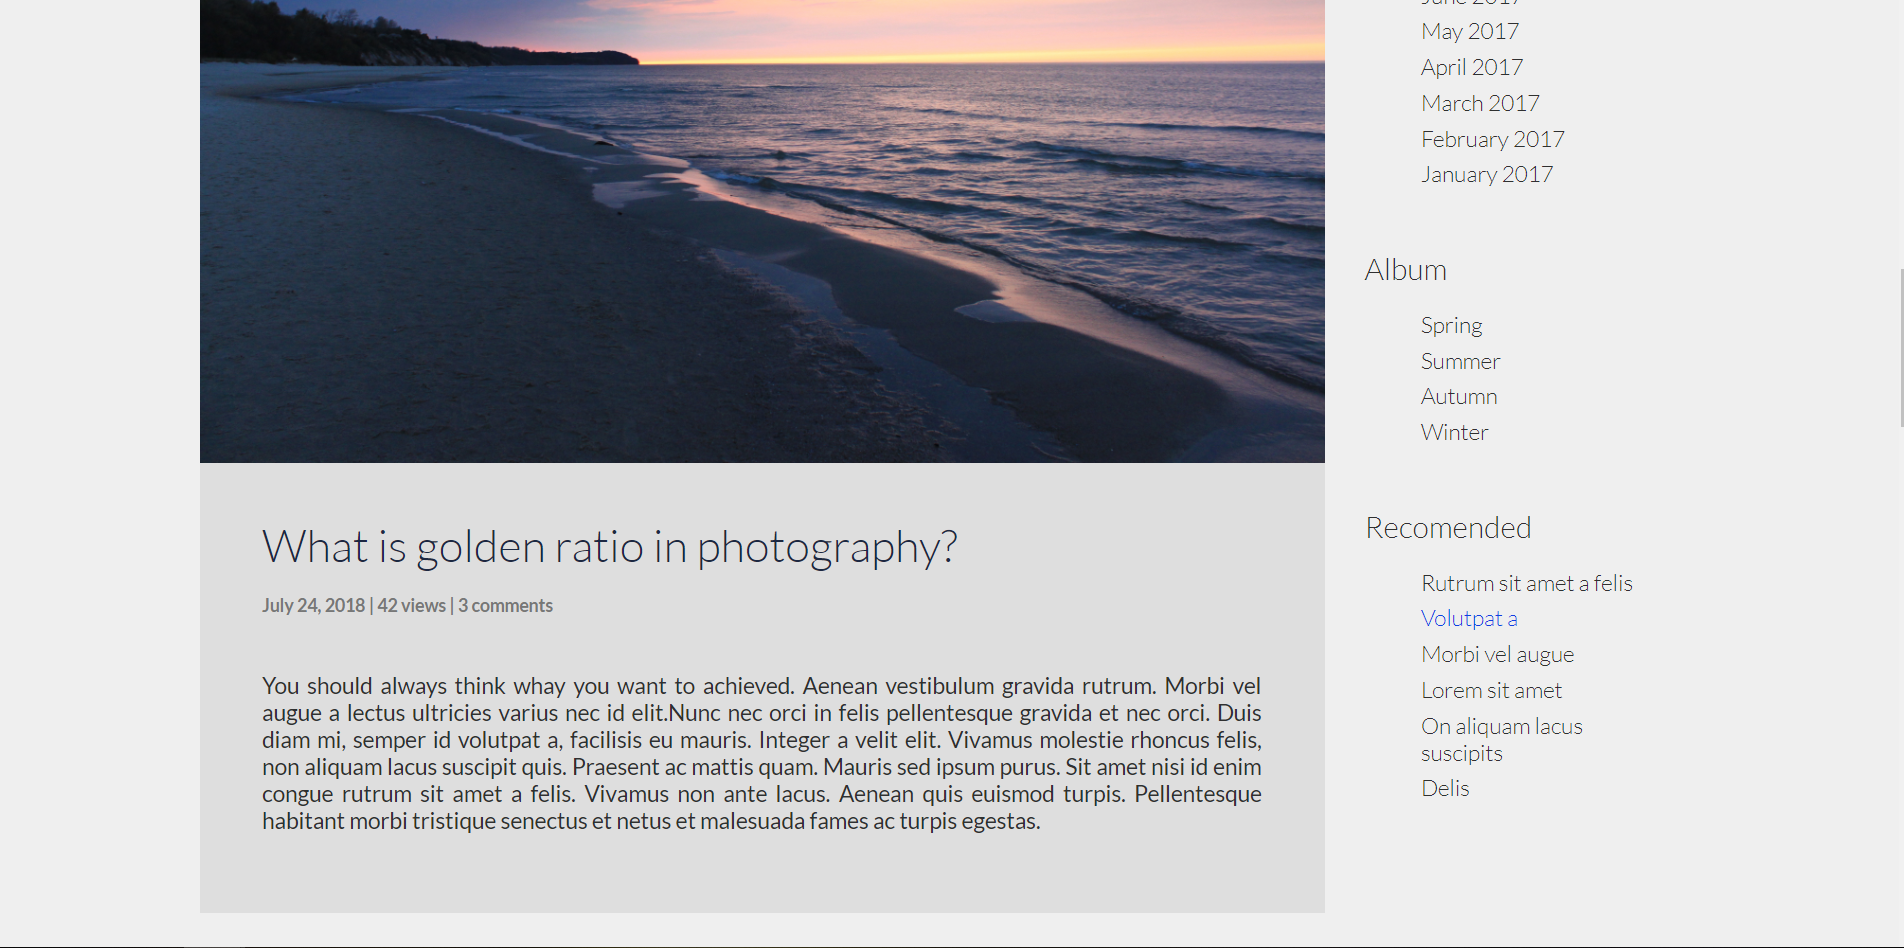 What is golden ratio in photography?
July 24, 2018 | 42 views | 3 comments
You should always think whay you want to achieved. Aenean vestibulum gravida rutrum. Morbi vel
augue a lectus ultricies varius nec id elit.Nunc nec orci in felis pellentesque gravida et nec orci. Duis
diam mi, semper id volutpat a, facilisis eu mauris. Integer a velit elit. Vivamus molestie rhoncus felis,
non aliquam lacus suscipit quis. Praesent ac mattis quam. Mauris sed ipsum purus. Sit amet nisi id enim
congue rutrum sit amet a felis. Vivamus non ante lacus. Aenean quis euismod turpis. Pellentesque
habitant morbi tristique senectus et netus et malesuada fames ac turpis egestas.
June 2017
May 2017
April 2017
March 2017
February 2017
January 2017
Album
Spring
Summer
Autumn
Winter
Recomended
Rutrum sit amet a felis
Volutpat a
Morbi vel augue
Lorem sit amet
On aliquam lacus
suscipits
Delis